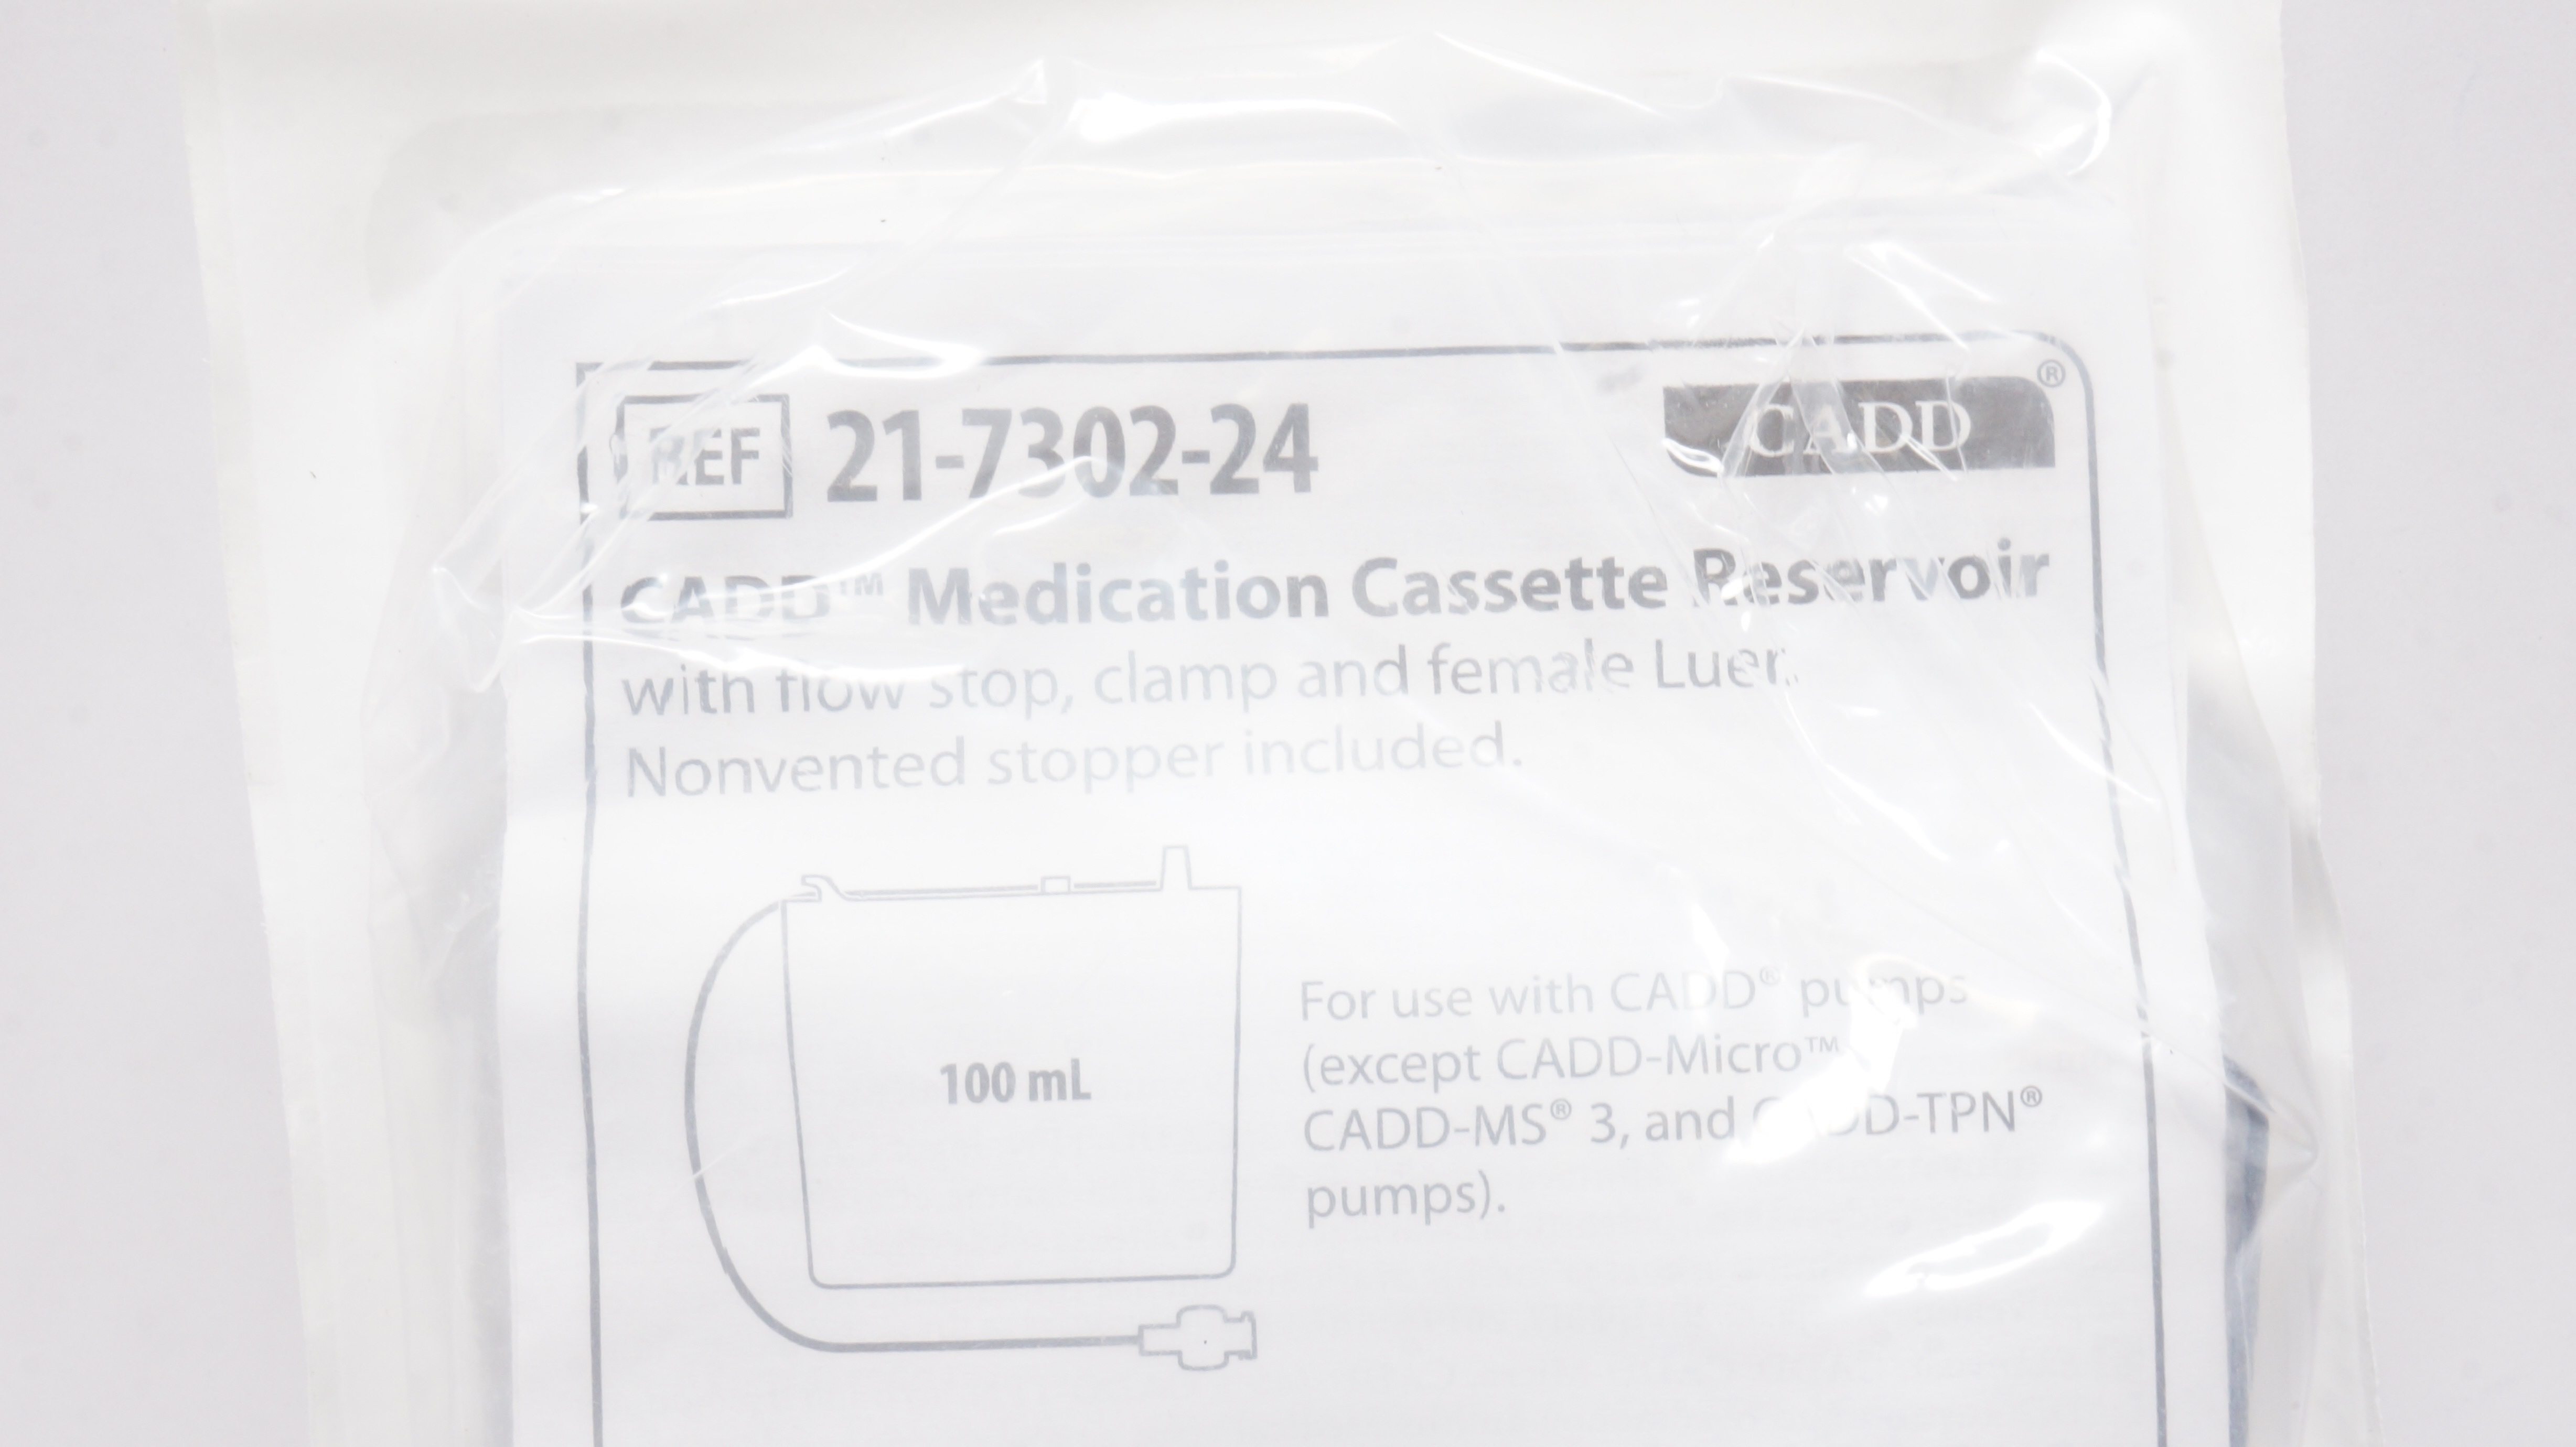 REF 21-7302-24 CADD®
CADD™ Medication Cassette Reservoir
with flow stop, clamp and female Luer.
Nonvented stopper included.
100 mL
For use with CADD® pumps
(except CADD-Micro™
CADD-MS® 3, and CADD-TPN®
pumps).